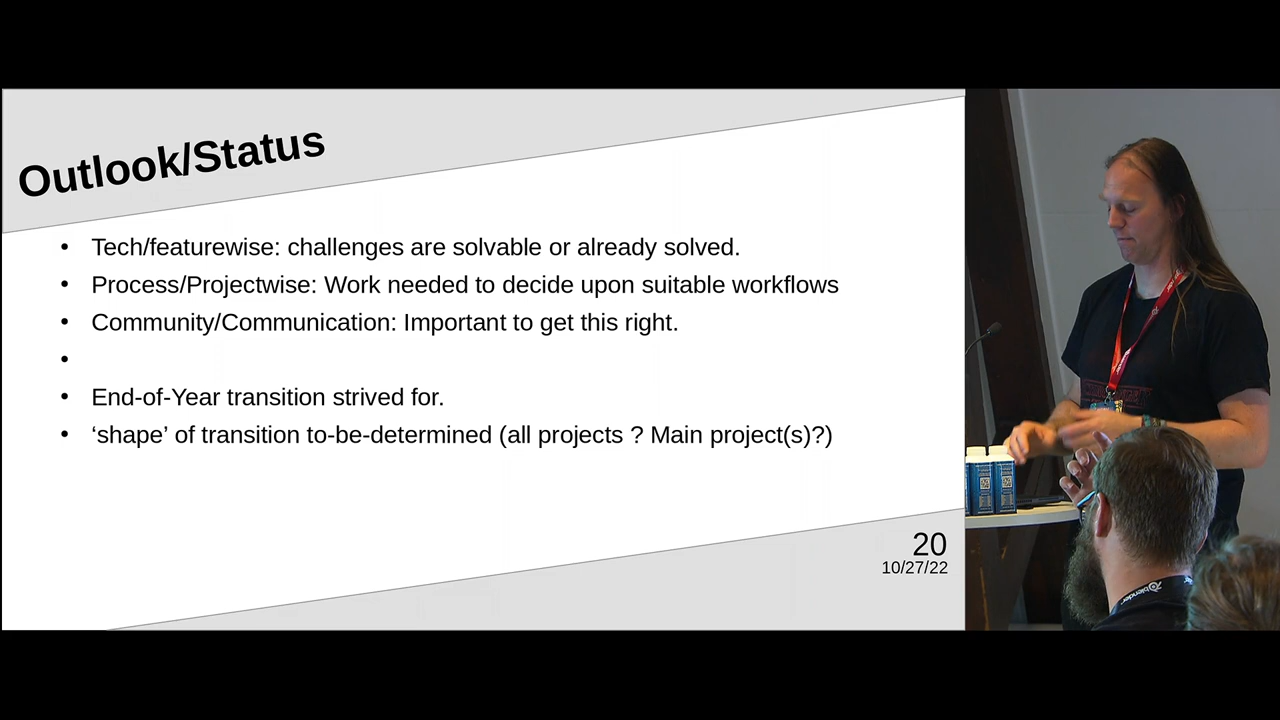 Outlook/Status
• Tech/featurewise: challenges are solvable or already solved.
• Process/Projectwise: Work needed to decide upon suitable workflows
• Community/Communication: Important to get this right.
•
• End-of-Year transition strived for.
• ‘shape’ of transition to-be-determined (all projects ? Main project(s)?)
20
10/27/22
blender